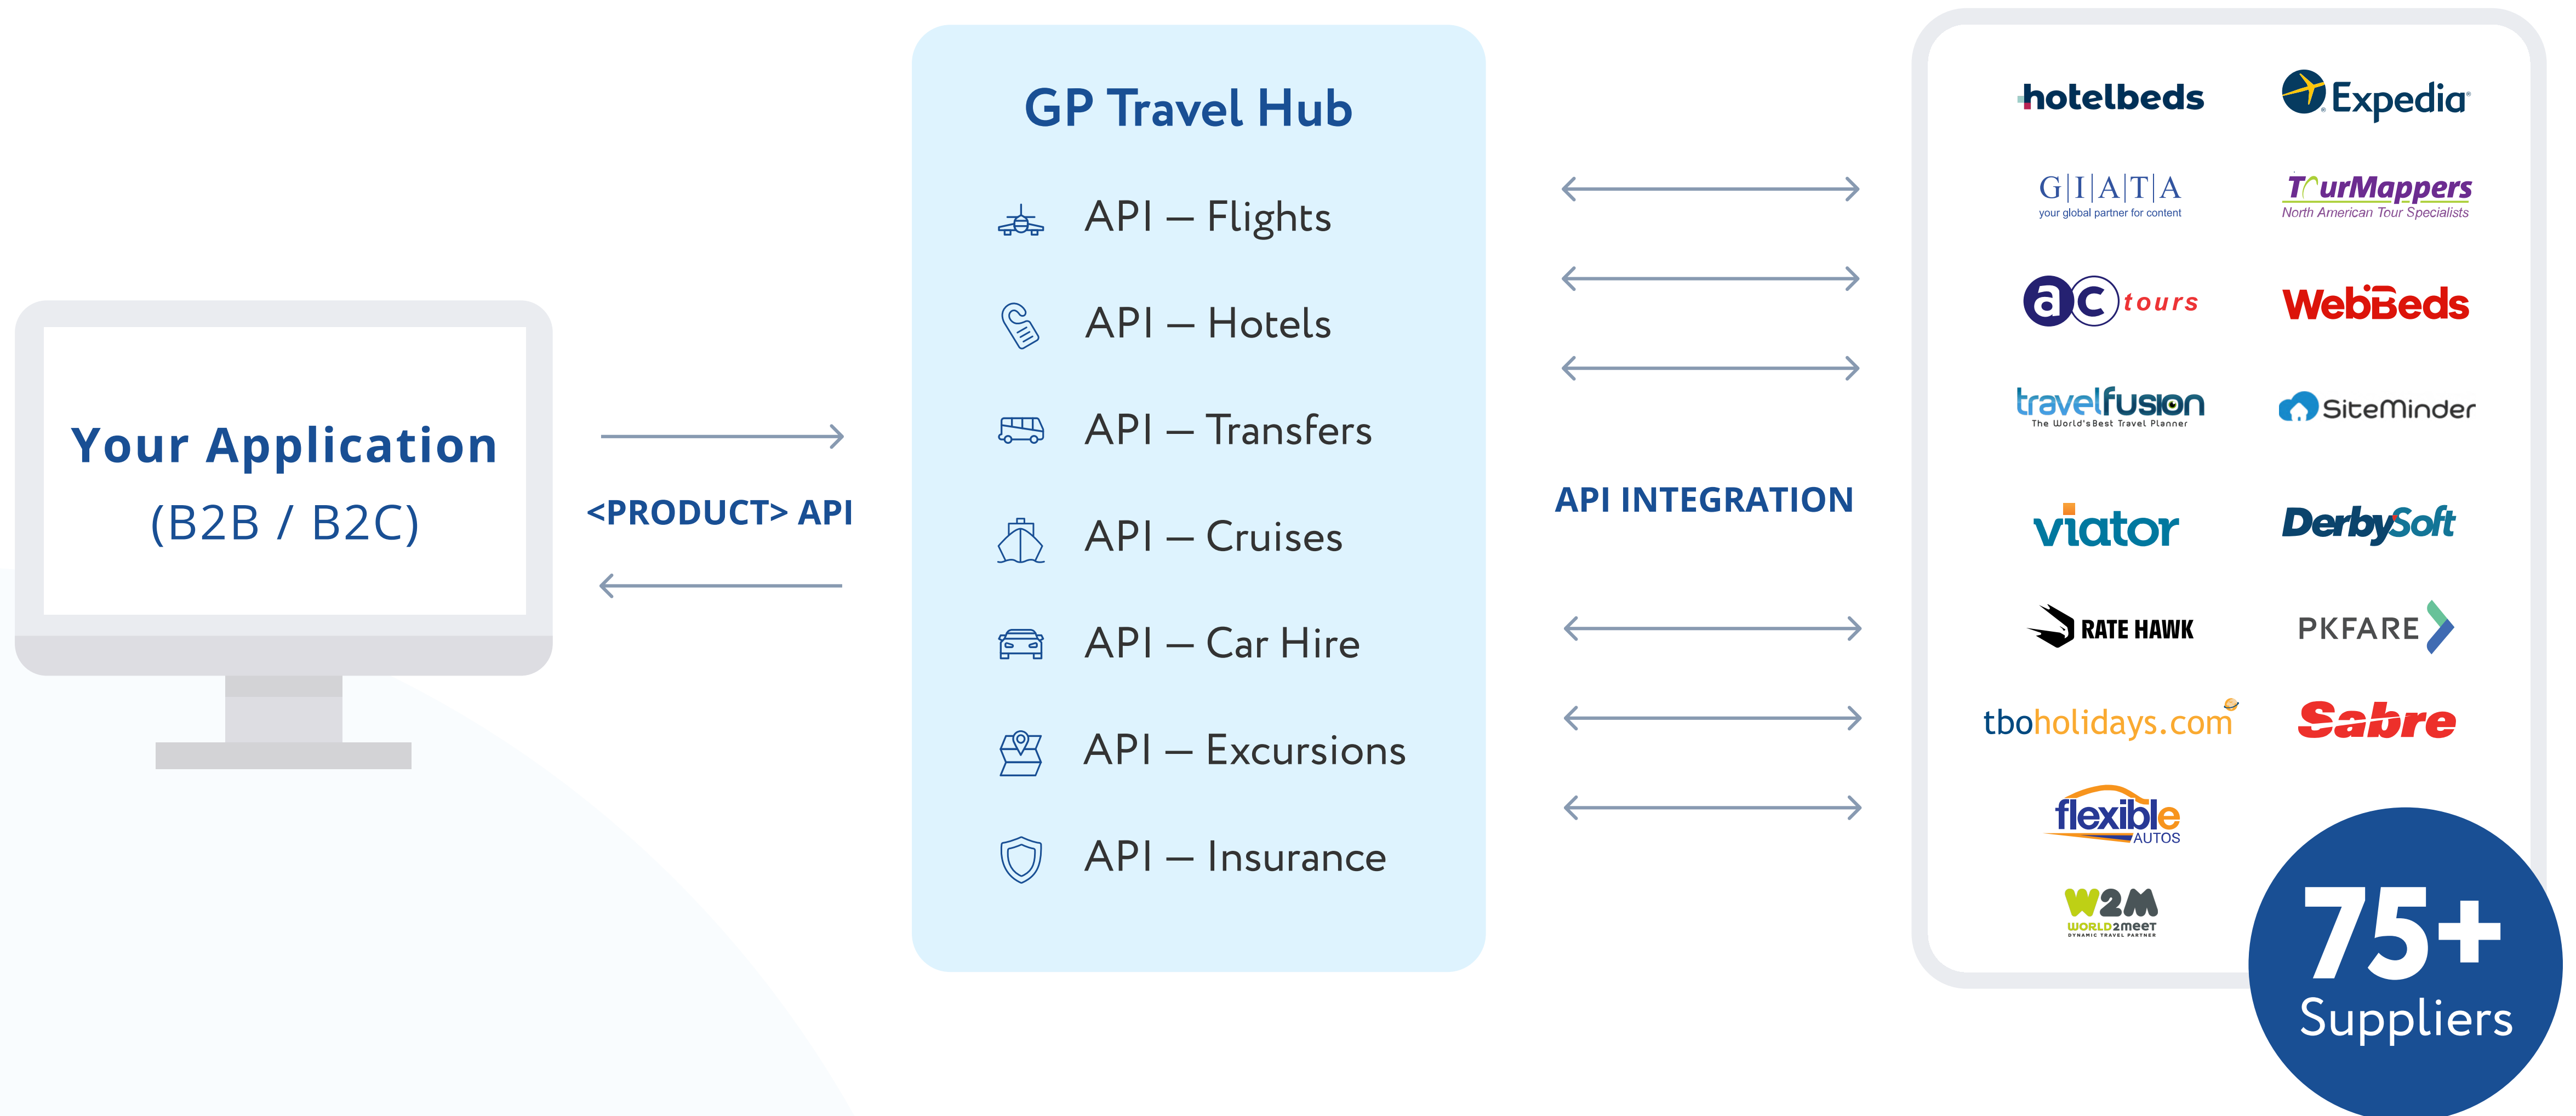 Your Application
(B2B / B2C)
<PRODUCT> API
GP Travel Hub
API – Flights
API – Hotels
API – Transfers
API – Cruises
API – Car Hire
API – Excursions
API – Insurance
API INTEGRATION
hotelbeds
Expedia®
G|I|A|T|A
your global partner for content
TourMappers
North American Tour Specialists
ac tours
WebBeds
travelfusion
The World's Best Travel Planner
SiteMinder
viator
DerbySoft
RATE HAWK
PKFARE
tboholidays.com
Sabre
flexible
AUTOS
W2M
WORLD2MEET
DYNAMIC TRAVEL PARTNER
75+
Suppliers